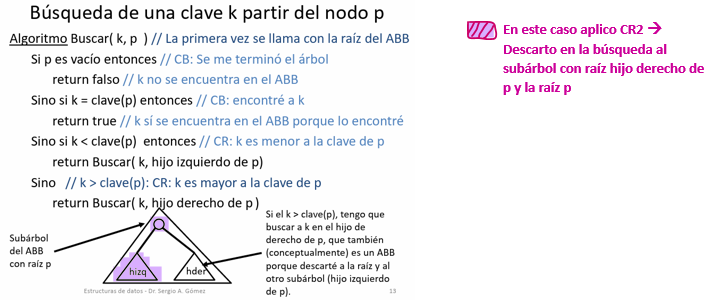 Búsqueda de una clave k partir del nodo p
Algoritmo Buscar( k, p ) // La primera vez se llama con la raíz del ABB
Si p es vacío entonces // CB: Se me terminó el árbol
return falso // k no se encuentra en el ABB
Sino si k = clave(p) entonces // CB: encontré a k
return true // k sí se encuentra en el ABB porque lo encontré
Sino si k < clave(p) entonces // CR: k es menor a la clave de p
return Buscar( k, hijo izquierdo de p)
Sino // k > clave(p): CR: k es mayor a la clave de p
return Buscar( k, hijo derecho de p )
Subárbol
del ABB
con raíz p
hizq
hder
Si el k > clave(p), tengo que
buscar a k en el hijo de
derecho de p, que también
(conceptualmente) es un ABB
porque descarté a la raíz y al
otro subárbol (hijo izquierdo
de p).
Estructuras de datos - Dr. Sergio A. Gómez
13
En este caso aplico CR2 →
Descarto en la búsqueda al
subárbol con raíz hijo derecho de
p y la raíz p